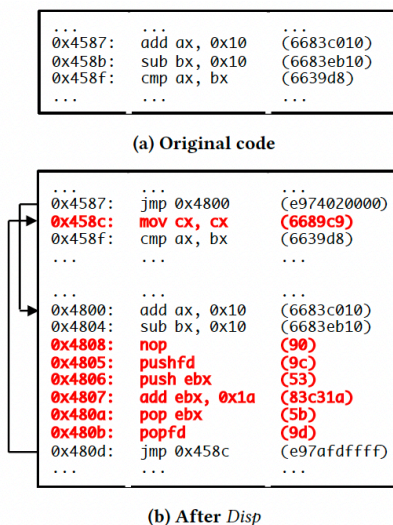 ... ... ...
0x4587: add ax, 0x10 (6683c010)
0x458b: sub bx, 0x10 (6683eb10)
0x458f: cmp ax, bx (6639d8)
... ... ...
(a) Original code
... ... ...
0x4587: jmp 0x4800 (e974020000)
0x458c: mov cx, cx (6689c9)
0x458f: cmp ax, bx (6639d8)
... ... ...
... ... ...
0x4800: add ax, 0x10 (6683c010)
0x4804: sub bx, 0x10 (6683eb10)
0x4808: nop (90)
0x4805: pushfd (9c)
0x4806: push ebx (53)
0x4807: add ebx, 0x1a (83c31a)
0x480a: pop ebx (5b)
0x480b: popfd (9d)
0x480d: jmp 0x458c (e97afdffff)
... ... ...
(b) After Disp